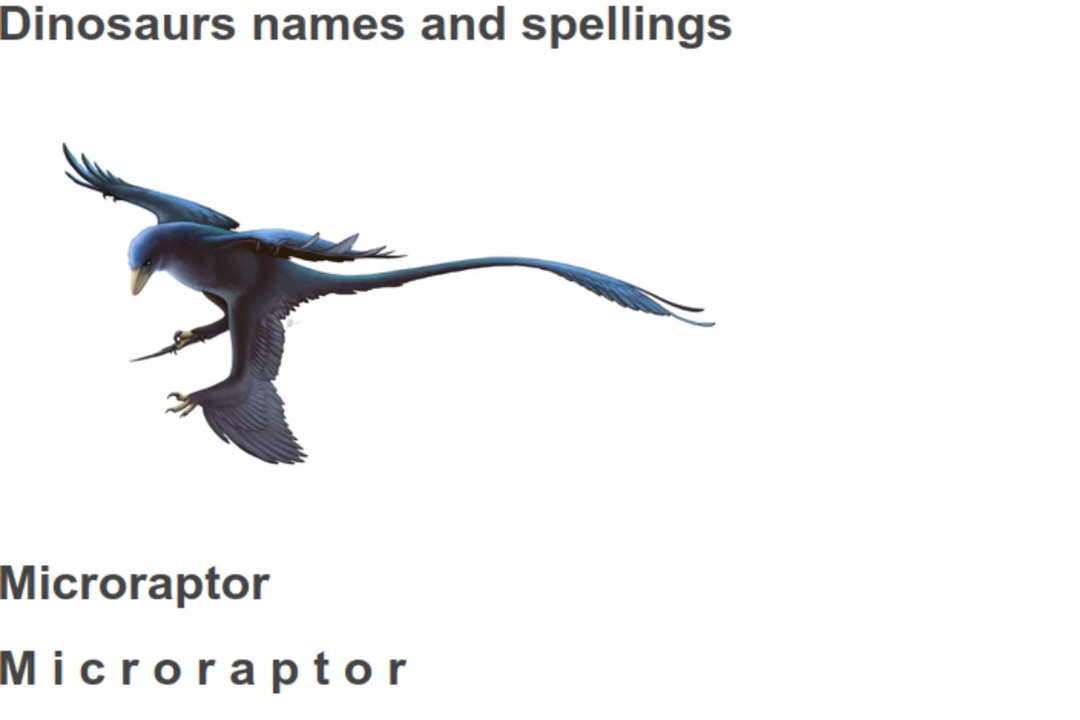 Dinosaurs names and spellings
Microraptor
M i c r o r a p t o r